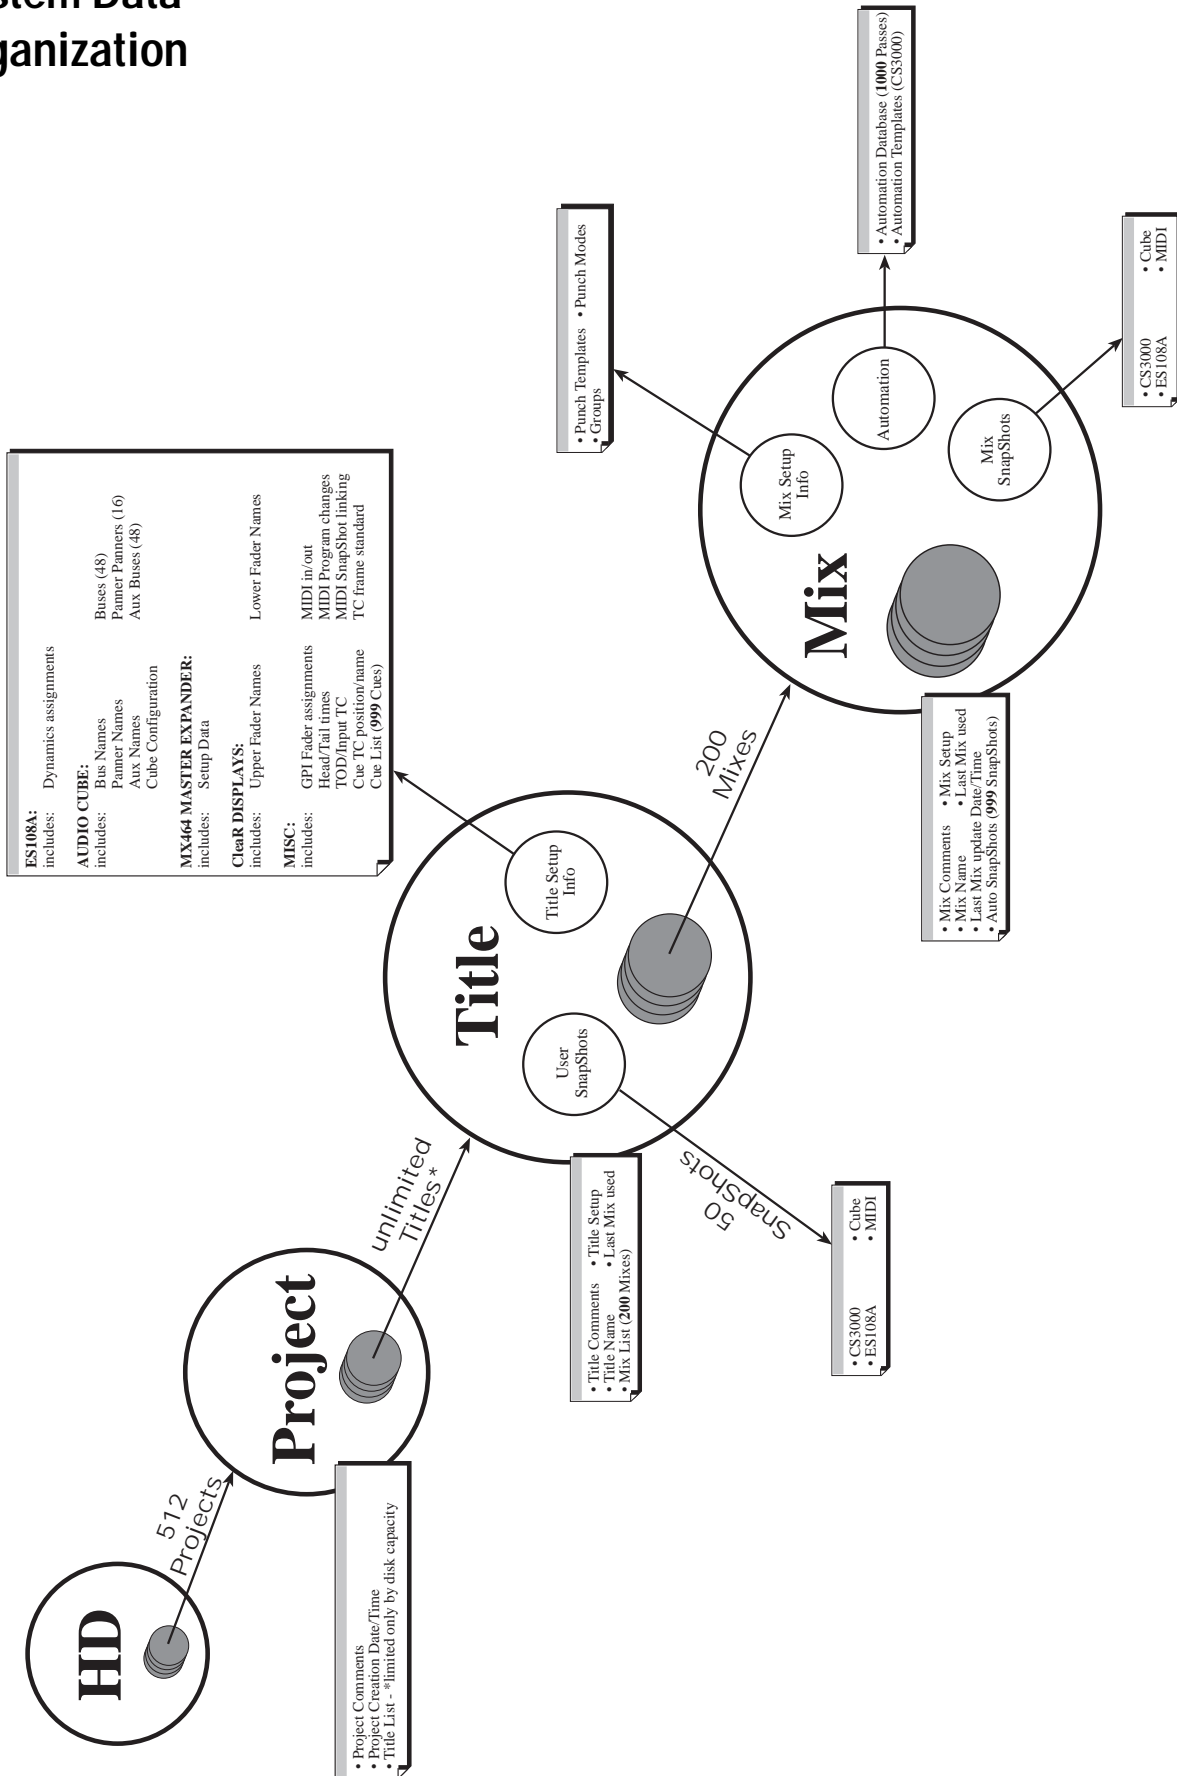 stem Data
ganization
HD
512
Projects
Project
• Project Comments
• Project Creation Date/Time
• Title List - *limited only by disk capacity
unlimited
Titles*
Title
User
SnapShots
Title Setup
Info
• Title Comments • Title Setup
• Title Name • Last Mix used
• Mix List (200 Mixes)
50
SnapShots
• CS3000 • Cube
• ES108A • MIDI
ES108A:
includes: Dynamics assignments
AUDIO CUBE:
includes: Bus Names Buses (48)
Panner Names Panner Panners (16)
Aux Names Aux Buses (48)
Cube Configuration
MX464 MASTER EXPANDER:
includes: Setup Data
CleaR DISPLAYS:
includes: Upper Fader Names Lower Fader Names
MISC:
includes: GPI Fader assignments MIDI in/out
Head/Tail times MIDI Program changes
TOD/Input TC MIDI SnapShot linking
Cue TC position/name TC frame standard
Cue List (999 Cues)
200
Mixes
Mix
Mix Setup
Info
Automation
Mix
SnapShots
• Mix Comments • Mix Setup
• Mix Name • Last Mix used
• Last Mix update Date/Time
• Auto SnapShots (999 SnapShots)
• Punch Templates • Punch Modes
• Groups
• Automation Database (1000 Passes)
• Automation Templates (CS3000)
• CS3000 • Cube
• ES108A • MIDI